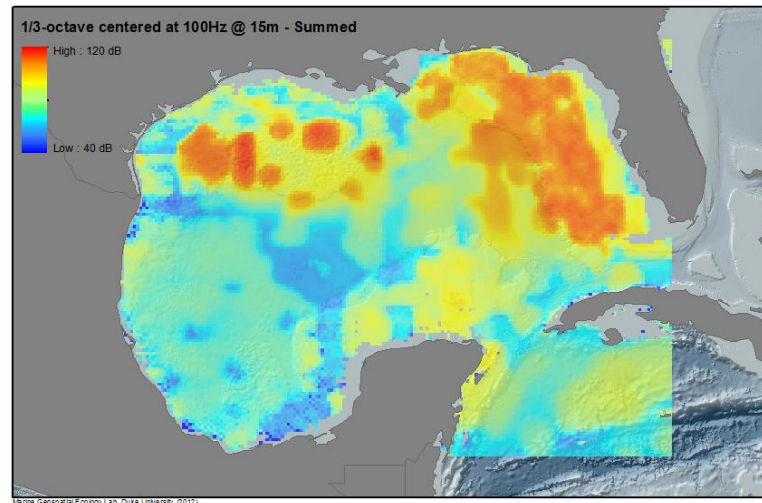 1/3-octave centered at 100Hz @ 15m - Summed
High : 120 dB
Low : 40 dB
Marine Geospatial Ecology Lab, Duke University (2012)